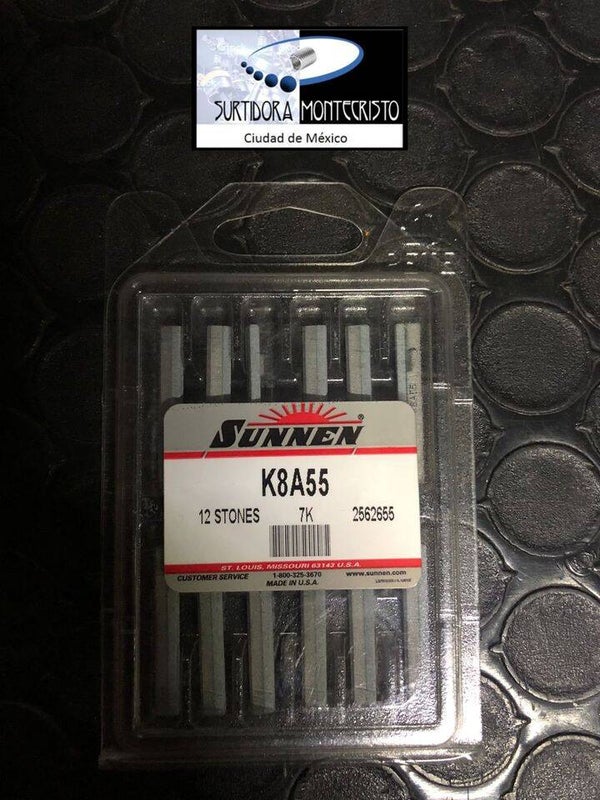 SURTIDORA MONTECRISTO
Ciudad de México
SUNNEN®
K8A55
12 STONES 7K 2562655
ST. LOUIS, MISSOURI 63143 U.S.A.
CUSTOMER SERVICE 1-800-325-3670 www.sunnen.com
MADE IN U.S.A.